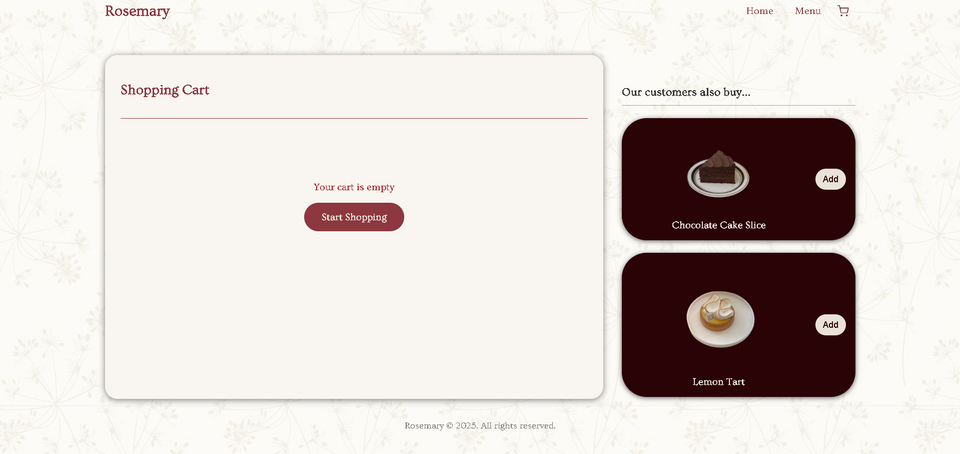 Rosemary
Home
Menu
Shopping Cart
Your cart is empty
Start Shopping
Our customers also buy...
Add
Chocolate Cake Slice
Add
Lemon Tart
Rosemary © 2025. All rights reserved.